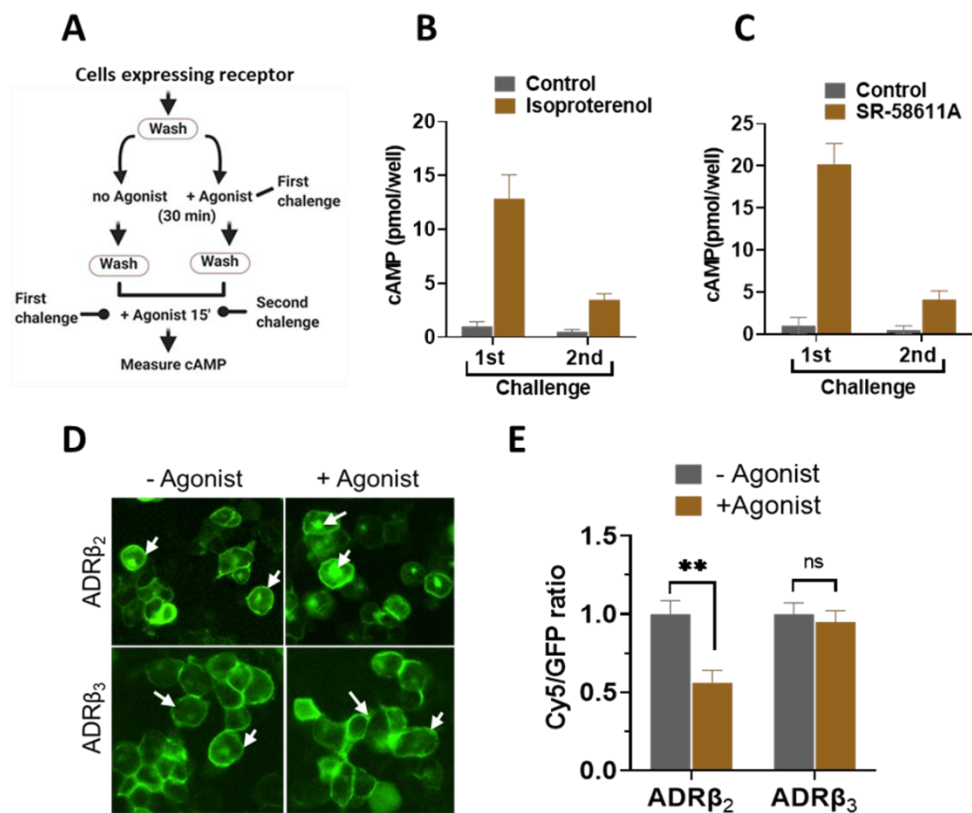 A
Cells expressing receptor
Wash
no Agonist
+ Agonist
(30 min)
First
chalenge
Wash
Wash
First
chalenge
+ Agonist 15'
Second
chalenge
Measure cAMP
B
Control
Isoproterenol
cAMP (pmol/well)
20
15
10
5
0
1st
2nd
Challenge
C
Control
SR-58611A
cAMP(pmol/well)
25
20
15
10
5
0
1st
2nd
Challenge
D
- Agonist
+ Agonist
ADRβ₂
ADRβ₃
E
- Agonist
+Agonist
Cy5/GFP ratio
1.5
1.0
0.5
0.0
**
ns
ADRβ₂
ADRβ₃